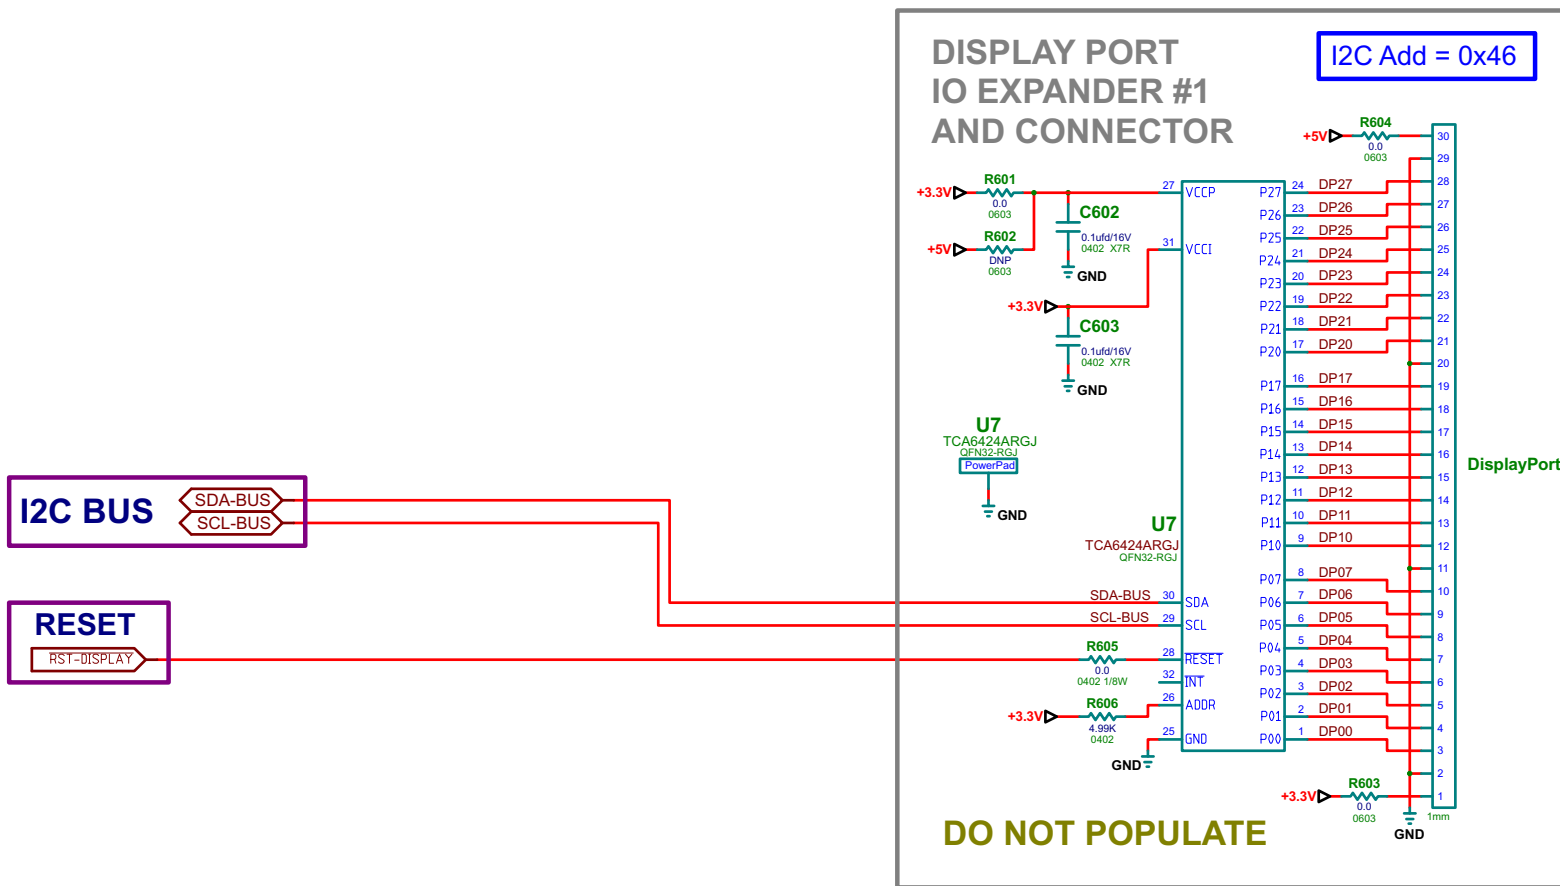 DISPLAY PORT
IO EXPANDER #1
AND CONNECTOR
I2C Add = 0x46
R604
+5V
0.0
0603
R601
+3.3V
0.0
0603
R602
+5V
DNP
0603
C602
0.1ufd/16V
0402 X7R
GND
+3.3V
C603
0.1ufd/16V
0402 X7R
GND
U7
TCA6424ARGJ
QFN32-RGJ
PowerPad
GND
I2C BUS
SDA-BUS
SCL-BUS
RESET
RST-DISPLAY
U7
TCA6424ARGJ
QFN32-RGJ
27 VCCP
31 VCCI
SDA-BUS 30 SDA
SCL-BUS 29 SCL
R605
0.0
0402 1/8W
28 RESET
32 INT
26 ADDR
R606
+3.3V
4.99K
0402
25 GND
GND
P27 24 DP27
P26 23 DP26
P25 22 DP25
P24 21 DP24
P23 20 DP23
P22 19 DP22
P21 18 DP21
P20 17 DP20
P17 16 DP17
P16 15 DP16
P15 14 DP15
P14 13 DP14
P13 12 DP13
P12 11 DP12
P11 10 DP11
P10 9 DP10
P07 8 DP07
P06 7 DP06
P05 6 DP05
P04 5 DP04
P03 4 DP03
P02 3 DP02
P01 2 DP01
P00 1 DP00
30
29
28
27
26
25
24
23
22
21
20
19
18
17
16
15
14
13
12
11
10
9
8
7
6
5
4
3
2
1
DisplayPort
R603
+3.3V
0.0
0603
1mm
GND
DO NOT POPULATE